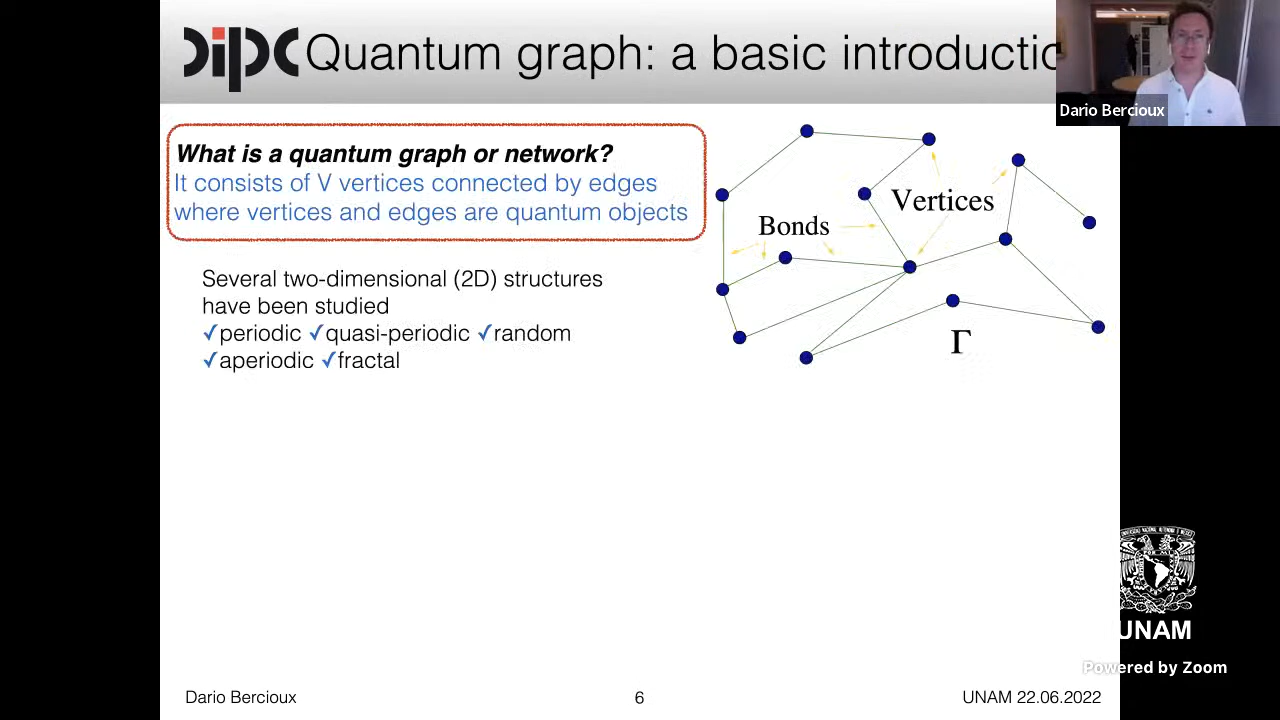 dipc Quantum graph: a basic introductio
Dario Bercioux
What is a quantum graph or network?
It consists of V vertices connected by edges
where vertices and edges are quantum objects
Several two-dimensional (2D) structures
have been studied
✓periodic ✓quasi-periodic ✓random
✓aperiodic ✓fractal
Vertices
Bonds
Γ
UNAM
Powered by Zoom
Dario Bercioux
6
UNAM 22.06.2022